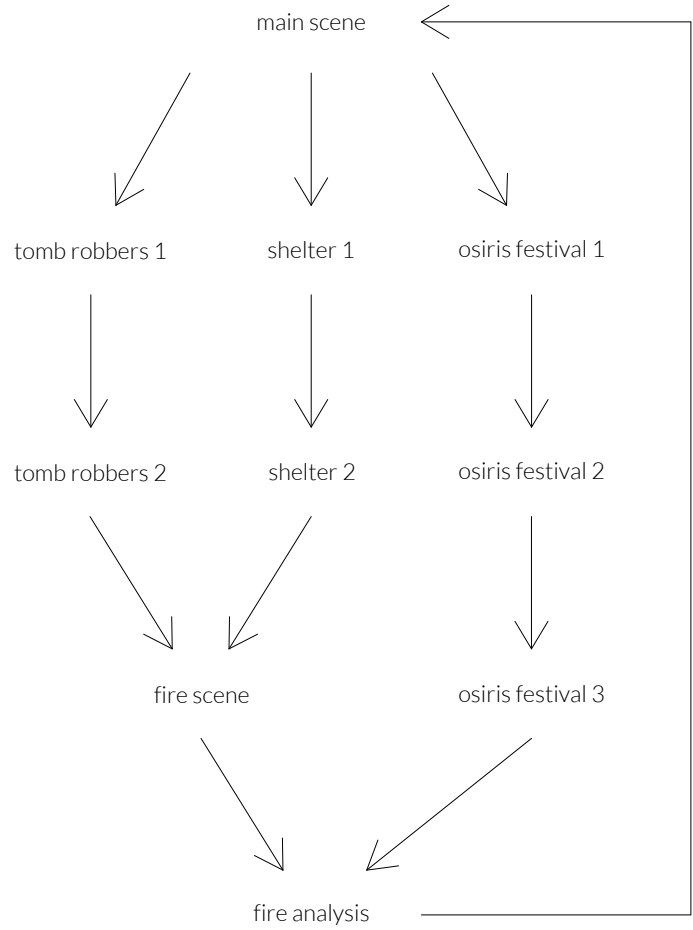 main scene
tomb robbers 1
shelter 1
osiris festival 1
tomb robbers 2
shelter 2
osiris festival 2
fire scene
osiris festival 3
fire analysis